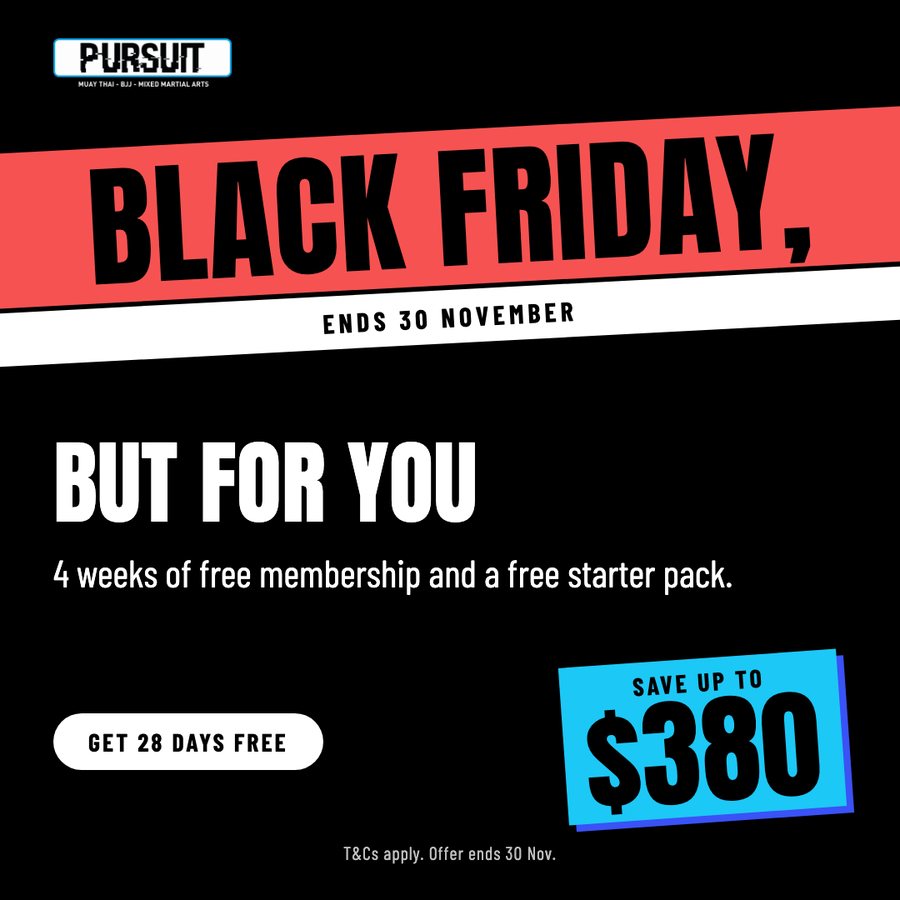 PURSUIT
MUAY THAI - BJJ - MIXED MARTIAL ARTS
BLACK FRIDAY,
ENDS 30 NOVEMBER
BUT FOR YOU
4 weeks of free membership and a free starter pack.
SAVE UP TO
$380
GET 28 DAYS FREE
T&Cs apply. Offer ends 30 Nov.